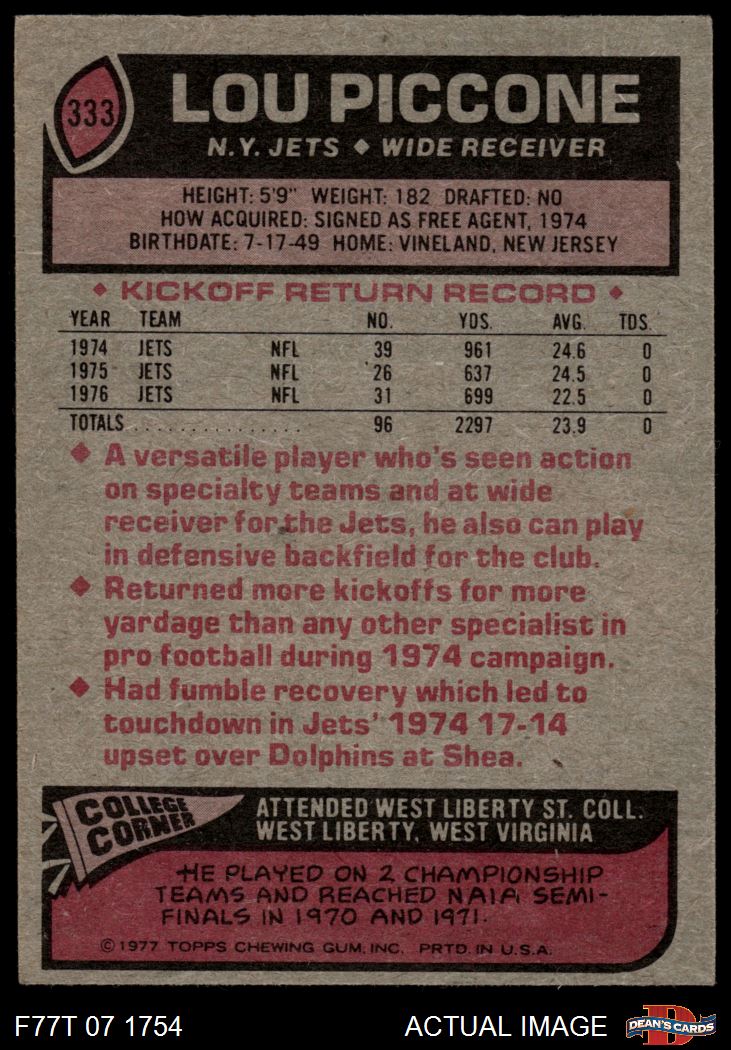 333
LOU PICCONE
N.Y. JETS ◆ WIDE RECEIVER
HEIGHT: 5'9" WEIGHT: 182 DRAFTED: NO
HOW ACQUIRED: SIGNED AS FREE AGENT, 1974
BIRTHDATE: 7-17-49 HOME: VINELAND, NEW JERSEY
◆ KICKOFF RETURN RECORD ◆
YEAR TEAM NO. YDS. AVG. TDS.
1974 JETS NFL 39 961 24.6 0
1975 JETS NFL 26 637 24.5 0
1976 JETS NFL 31 699 22.5 0
TOTALS ............... 96 2297 23.9 0
◆ A versatile player who's seen action
on specialty teams and at wide
receiver for the Jets, he also can play
in defensive backfield for the club.
◆ Returned more kickoffs for more
yardage than any other specialist in
pro football during 1974 campaign.
◆ Had fumble recovery which led to
touchdown in Jets' 1974 17-14
upset over Dolphins at Shea.
COLLEGE
CORNER
ATTENDED WEST LIBERTY ST. COLL.
WEST LIBERTY, WEST VIRGINIA
HE PLAYED ON 2 CHAMPIONSHIP
TEAMS AND REACHED NAIA SEMI-
FINALS IN 1970 AND 1971.
©1977 TOPPS CHEWING GUM, INC. PRTD. IN U.S.A.
F77T 07 1754 ACTUAL IMAGE
D
DEAN'S CARDS